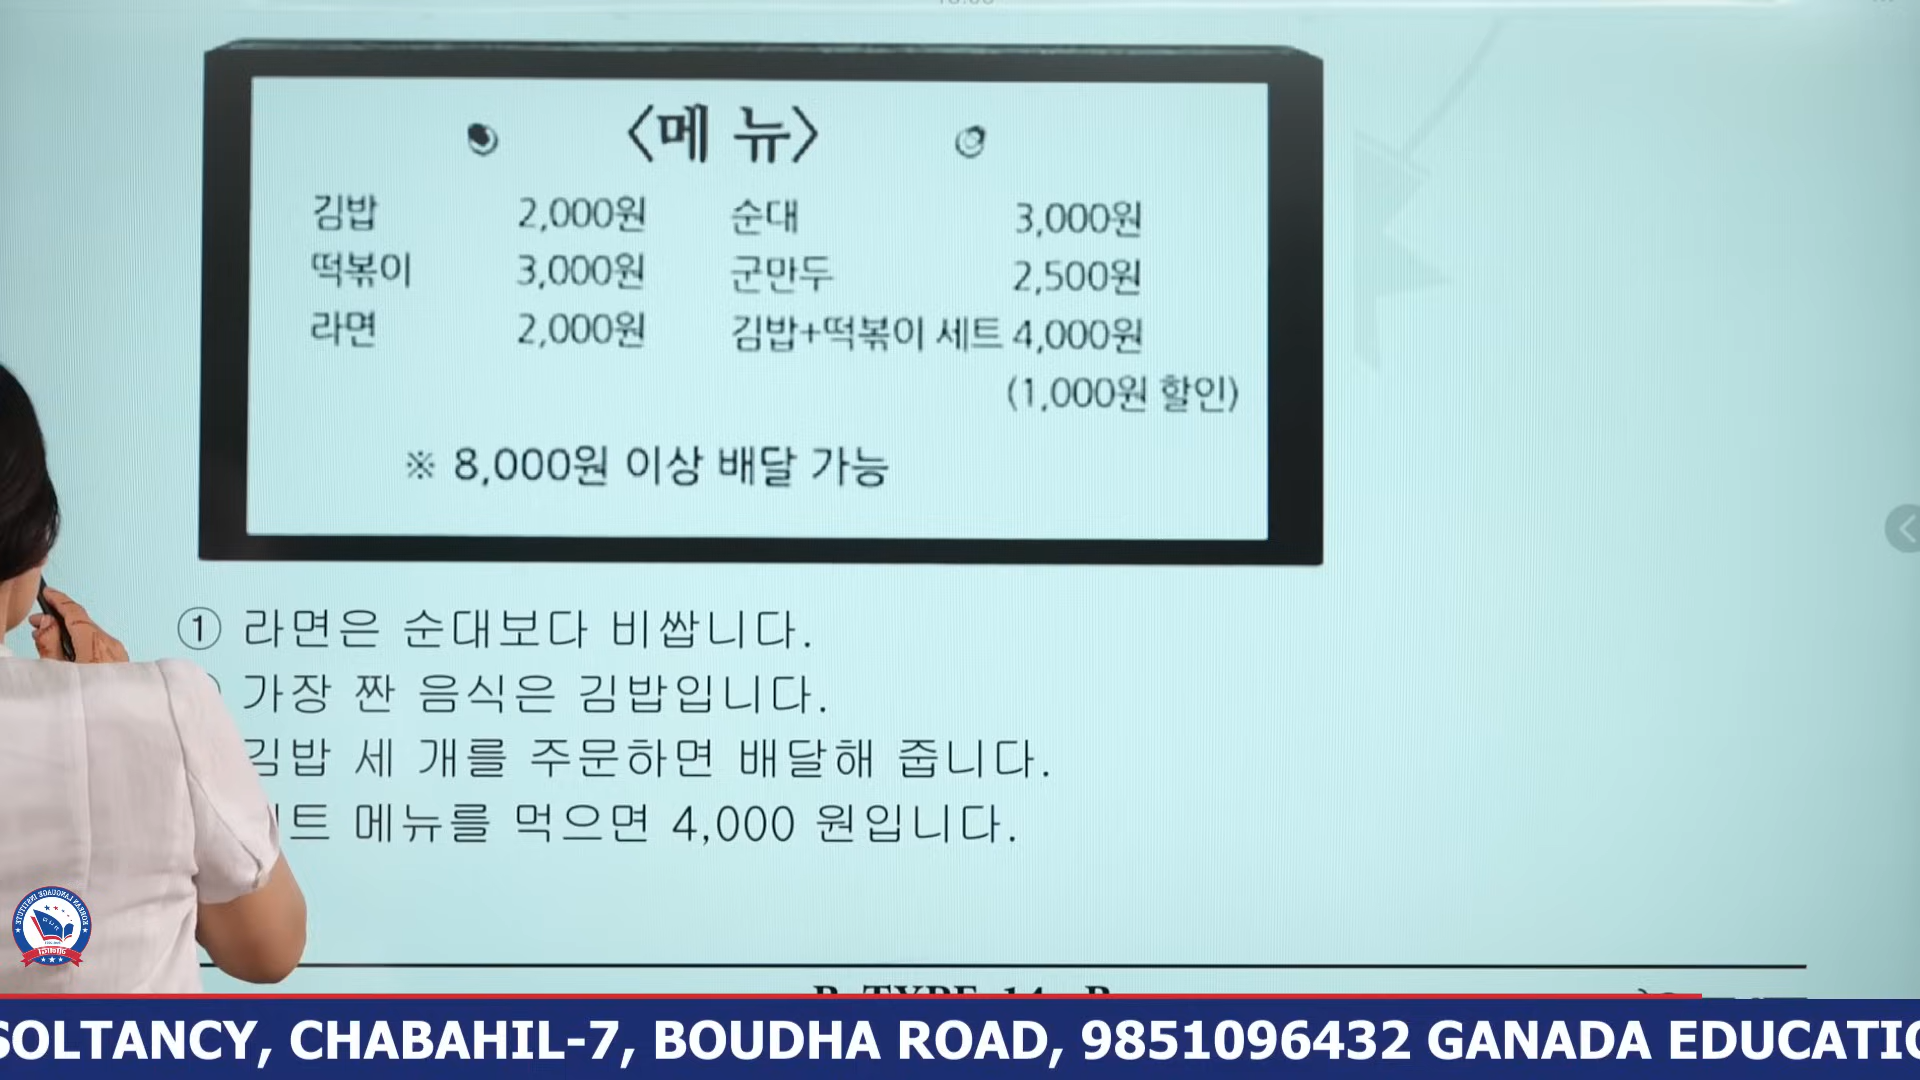 <메 뉴>
김밥 2,000원 순대 3,000원
떡볶이 3,000원 군만두 2,500원
라면 2,000원 김밥+떡볶이 세트 4,000원
(1,000원 할인)
※ 8,000원 이상 배달 가능
① 라면은 순대보다 비쌉니다.
가장 짠 음식은 김밥입니다.
김밥 세 개를 주문하면 배달해 줍니다.
트 메뉴를 먹으면 4,000 원입니다.
SOLTANCY, CHABAHIL-7, BOUDHA ROAD, 9851096432 GANADA EDUCATIO